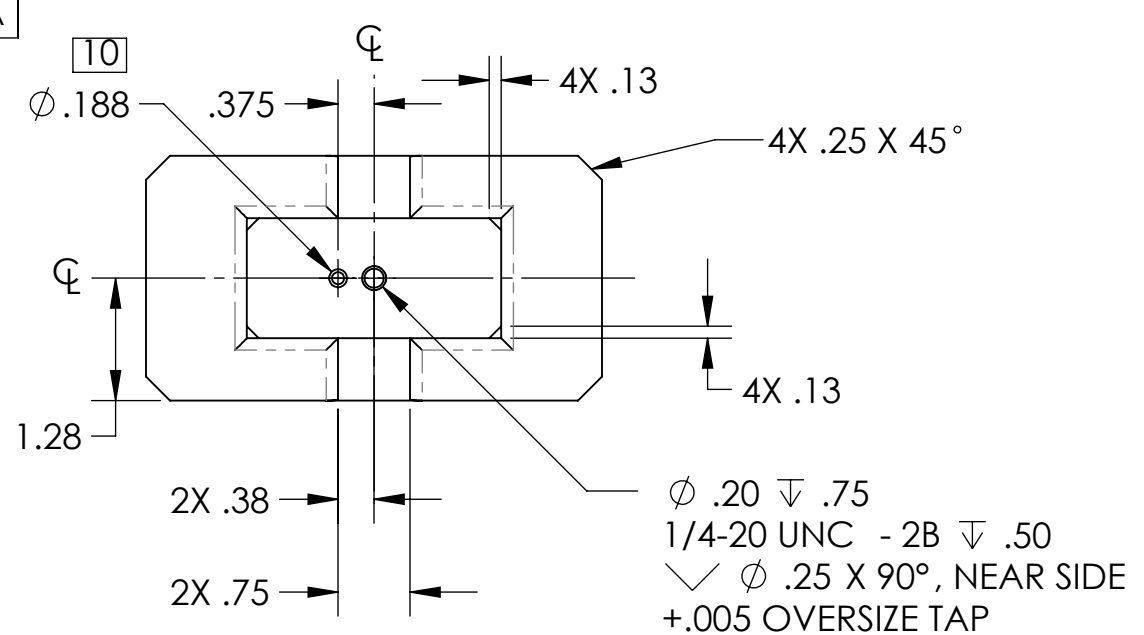 A
10
℄
⌀.188
.375
4X .13
4X .25 X 45°
℄
4X .13
1.28
2X .38
⌀ .20 ↧ .75
1/4-20 UNC - 2B ↧ .50
2X .75
⌵ ⌀ .25 X 90°, NEAR SIDE
+.005 OVERSIZE TAP